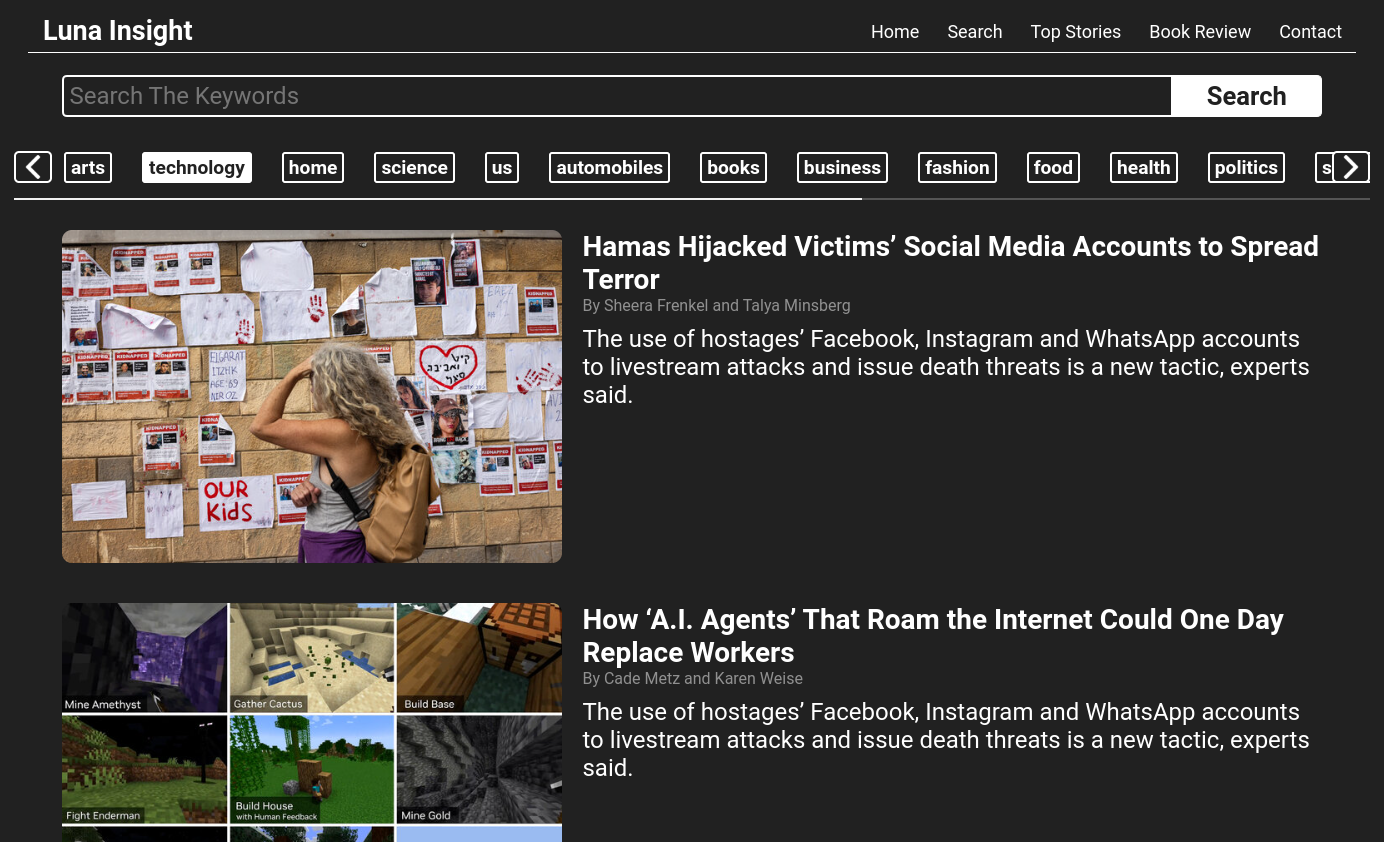 Luna Insight
Home Search Top Stories Book Review Contact
Search The Keywords
Search
arts technology home science us automobiles books business fashion food health politics s
Hamas Hijacked Victims’ Social Media Accounts to Spread
Terror
By Sheera Frenkel and Talya Minsberg
The use of hostages’ Facebook, Instagram and WhatsApp accounts
to livestream attacks and issue death threats is a new tactic, experts
said.
KIDNAPPED
KIDNAPPED
KIDNAPPED
KIDNAPPED
ELGARAT
ITZHIK
AGE:69
NIR OZ
OUR
KidS
How ‘A.I. Agents’ That Roam the Internet Could One Day
Replace Workers
By Cade Metz and Karen Weise
The use of hostages’ Facebook, Instagram and WhatsApp accounts
to livestream attacks and issue death threats is a new tactic, experts
said.
Mine Amethyst
Gather Cactus
Build Base
Fight Enderman
Build House
with Human Feedback
Mine Gold